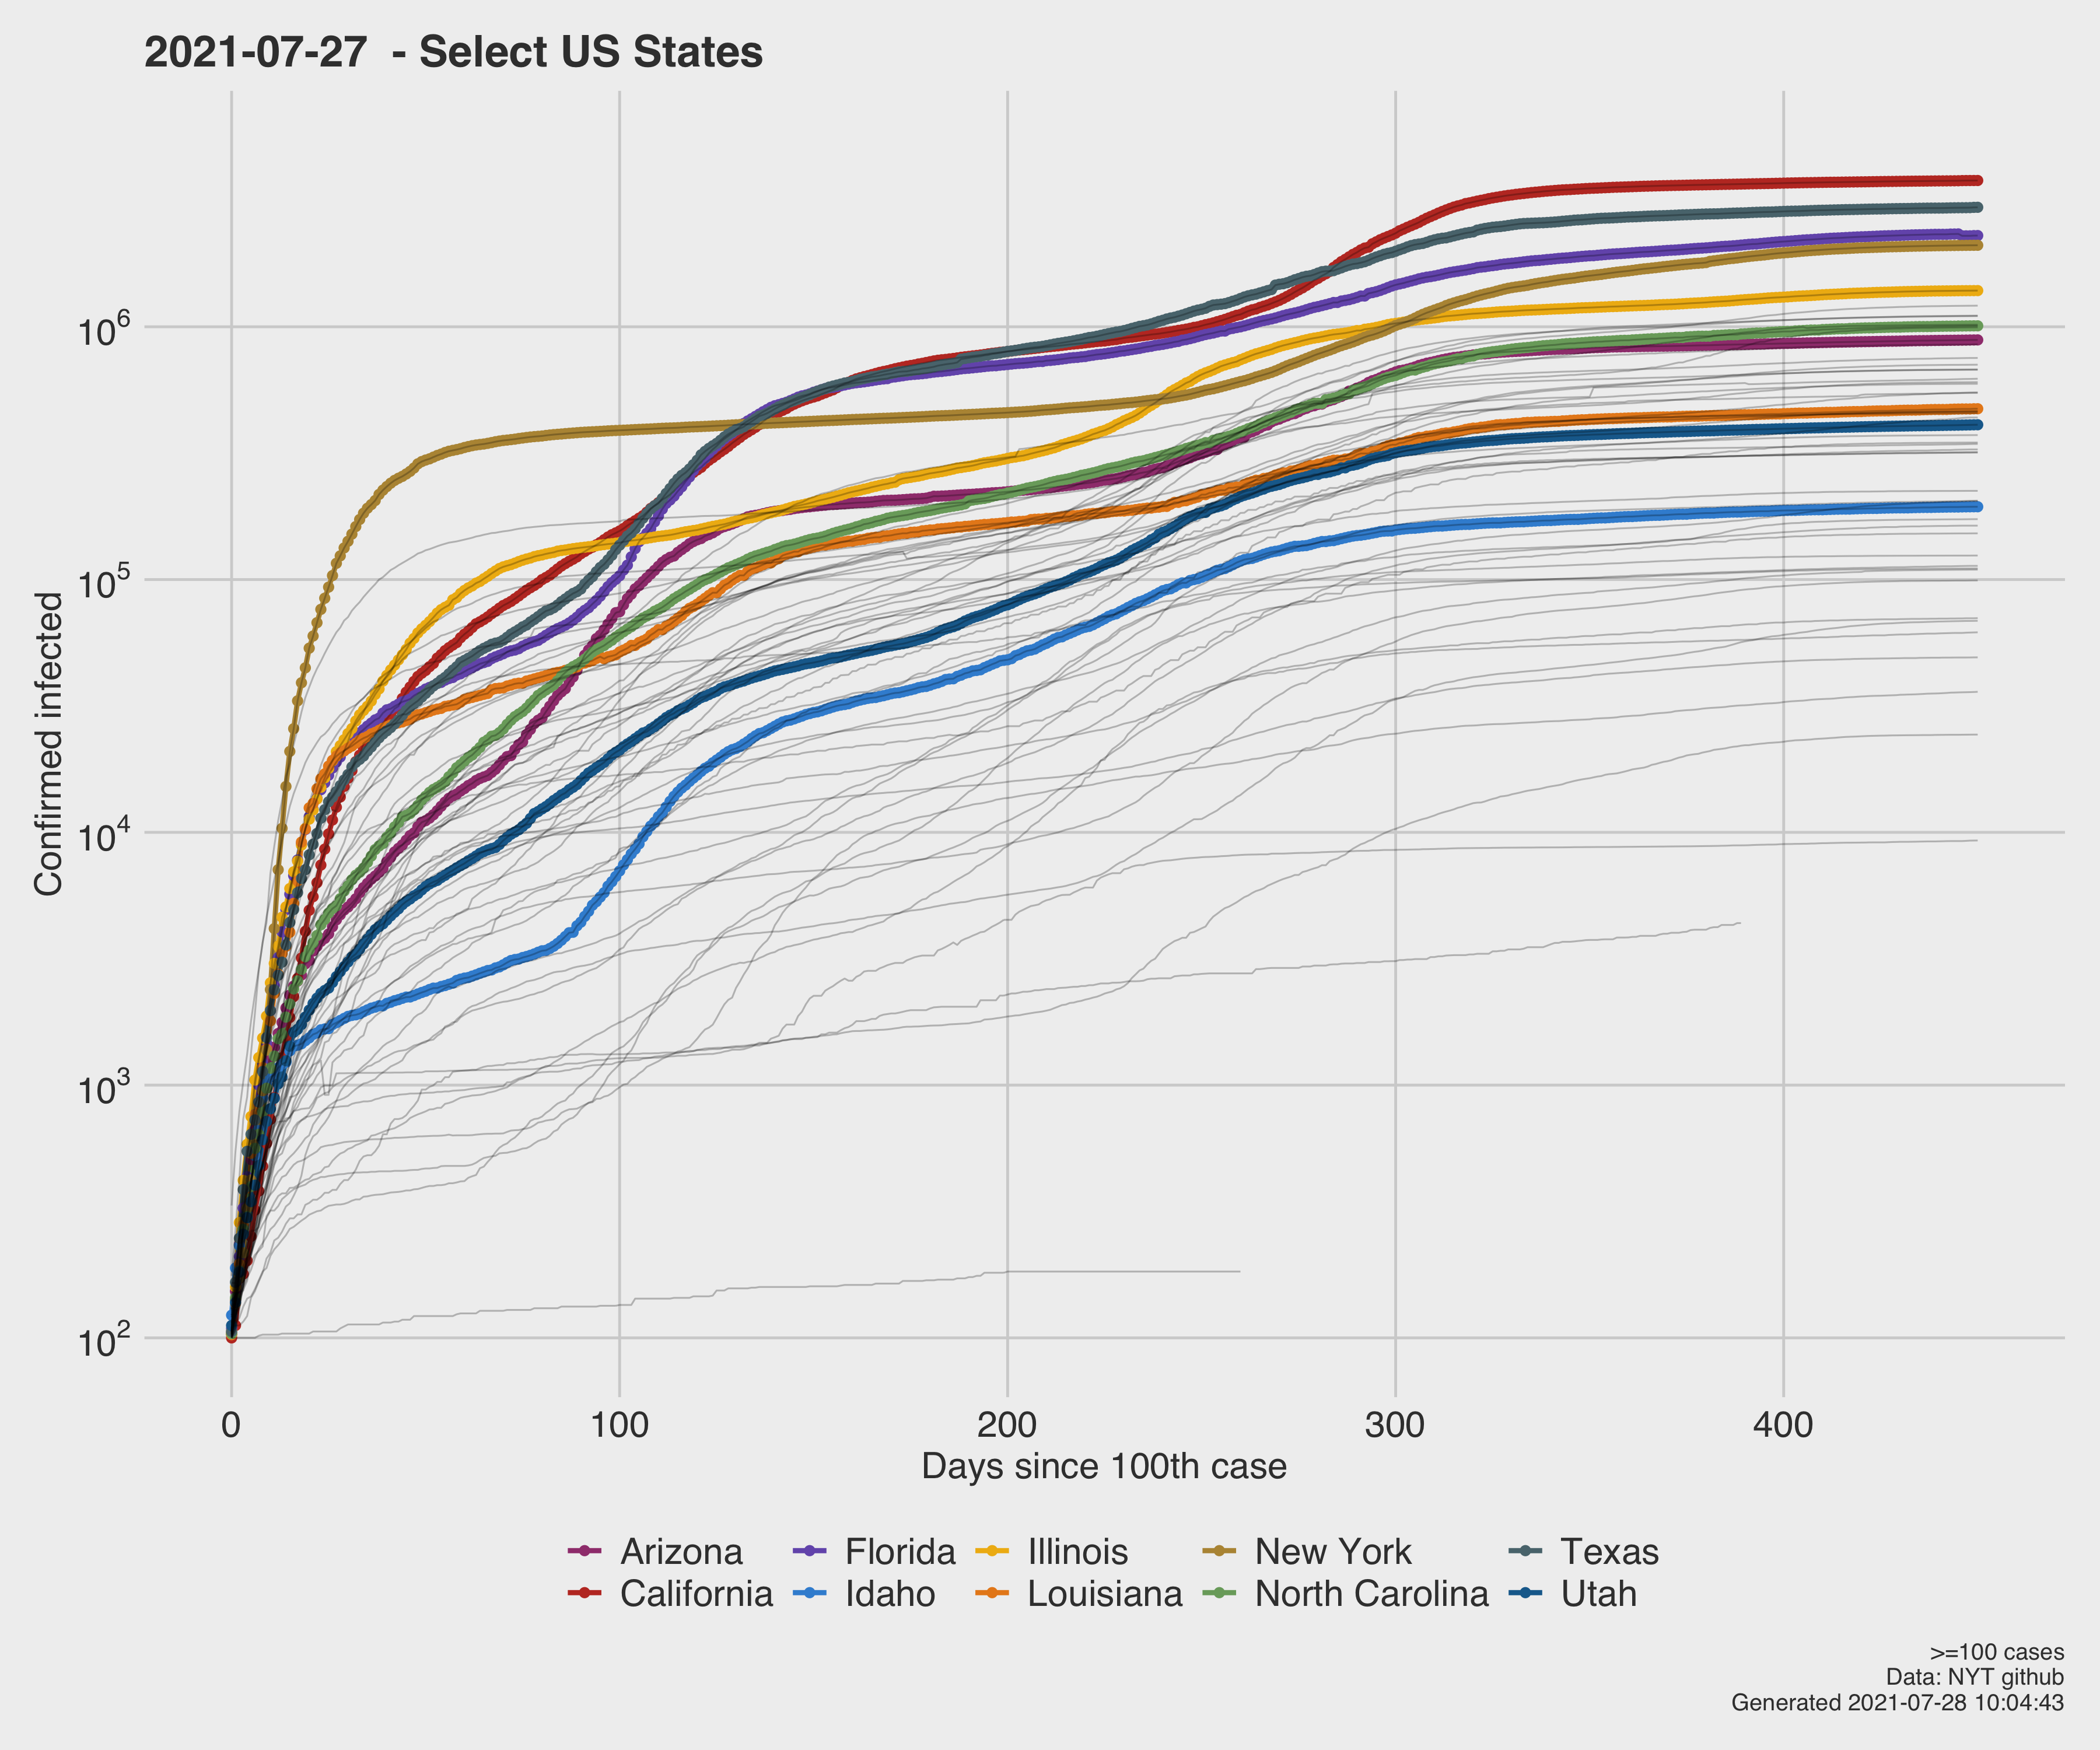 2021-07-27 - Select US States
Confirmed infected
10^6
10^5
10^4
10^3
10^2
0 100 200 300 400
Days since 100th case
Arizona Florida Illinois New York Texas
California Idaho Louisiana North Carolina Utah
>=100 cases
Data: NYT github
Generated 2021-07-28 10:04:43